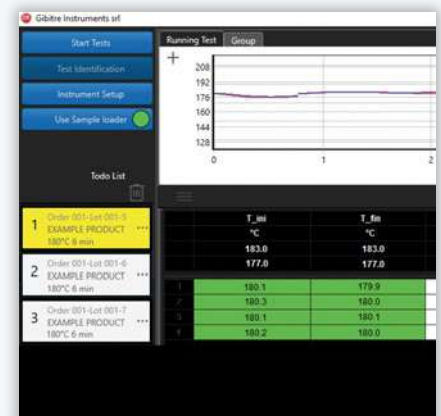 Gibitre Instruments srl
Start Tests
Test Identification
Instrument Setup
Use Sample loader
Todo List
1
Order 001-Lot 001-5
EXAMPLE PRODUCT
180°C 6 min
2
Order 001-Lot 001-6
EXAMPLE PRODUCT
180°C 6 min
3
Order 001-Lot 001-7
EXAMPLE PRODUCT
180°C 6 min
Running Test Group
208
192
176
160
144
128
0 1 2
T_ini T_fin
°C °C
183.0 183.0
177.0 177.0
1 180.1 179.9
2 180.3 180.0
3 180.1 180.1
4 180.2 180.0